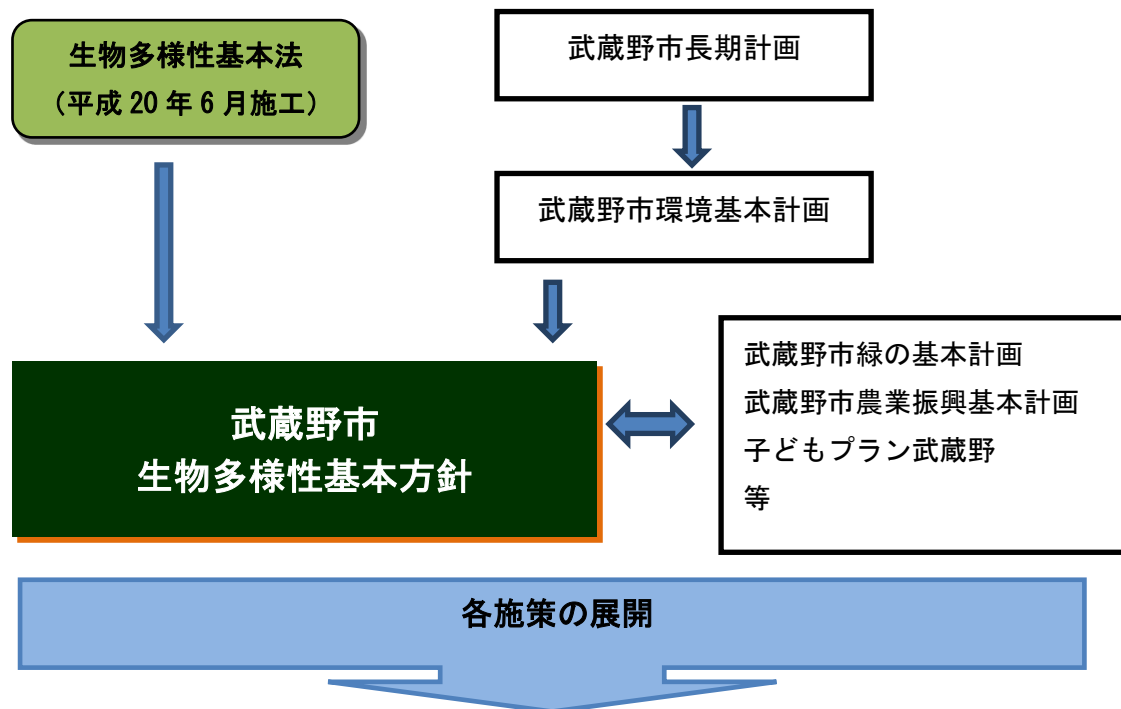 生物多様性基本法
（平成 20 年 6 月施工）
武蔵野市長期計画
武蔵野市環境基本計画
武蔵野市
生物多様性基本方針
武蔵野市緑の基本計画
武蔵野市農業振興基本計画
子どもプラン武蔵野
等
各施策の展開